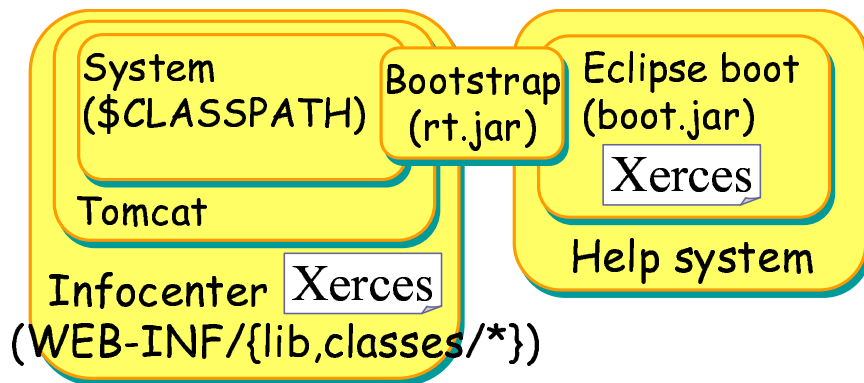 System
($CLASSPATH)
Tomcat
Infocenter
Xerces
(WEB-INF/{lib,classes/*})
Bootstrap
(rt.jar)
Eclipse boot
(boot.jar)
Xerces
Help system